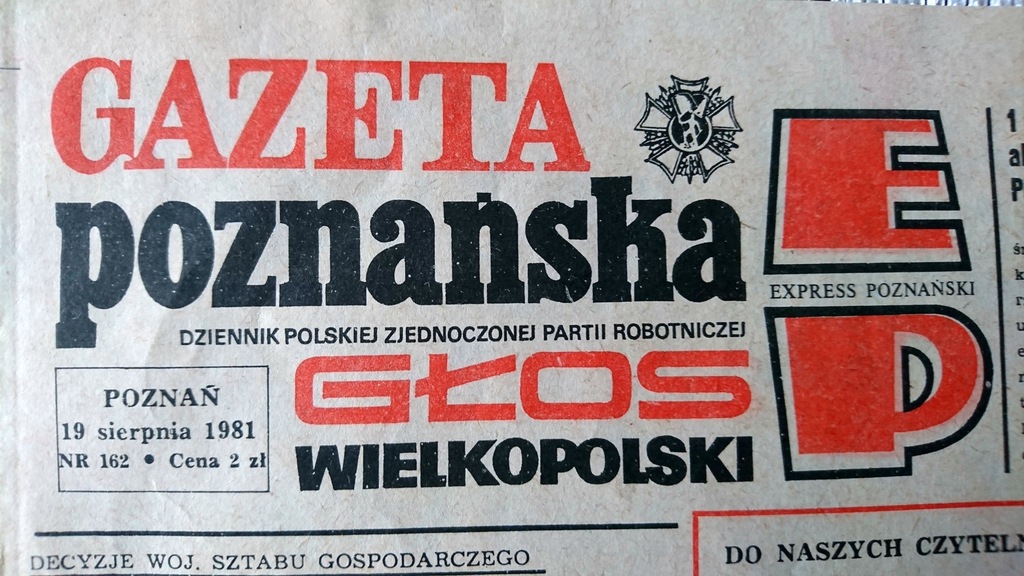 GAZETA
poznańska
DZIENNIK POLSKIEJ ZJEDNOCZONEJ PARTII ROBOTNICZEJ
GŁOS
WIELKOPOLSKI
POZNAŃ
19 sierpnia 1981
NR 162 • Cena 2 zł
E
EXPRESS POZNAŃSKI
P
DECYZJE WOJ. SZTABU GOSPODARCZEGO
DO NASZYCH CZYTELN